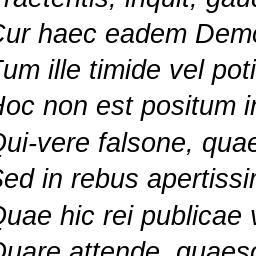 Tractentis, inquit, gaud
Cur haec eadem Demo
Tum ille timide vel poti
Hoc non est positum in
Qui-vere falsone, quae
Sed in rebus apertissin
Quae hic rei publicae v
Quare attende, quaeso